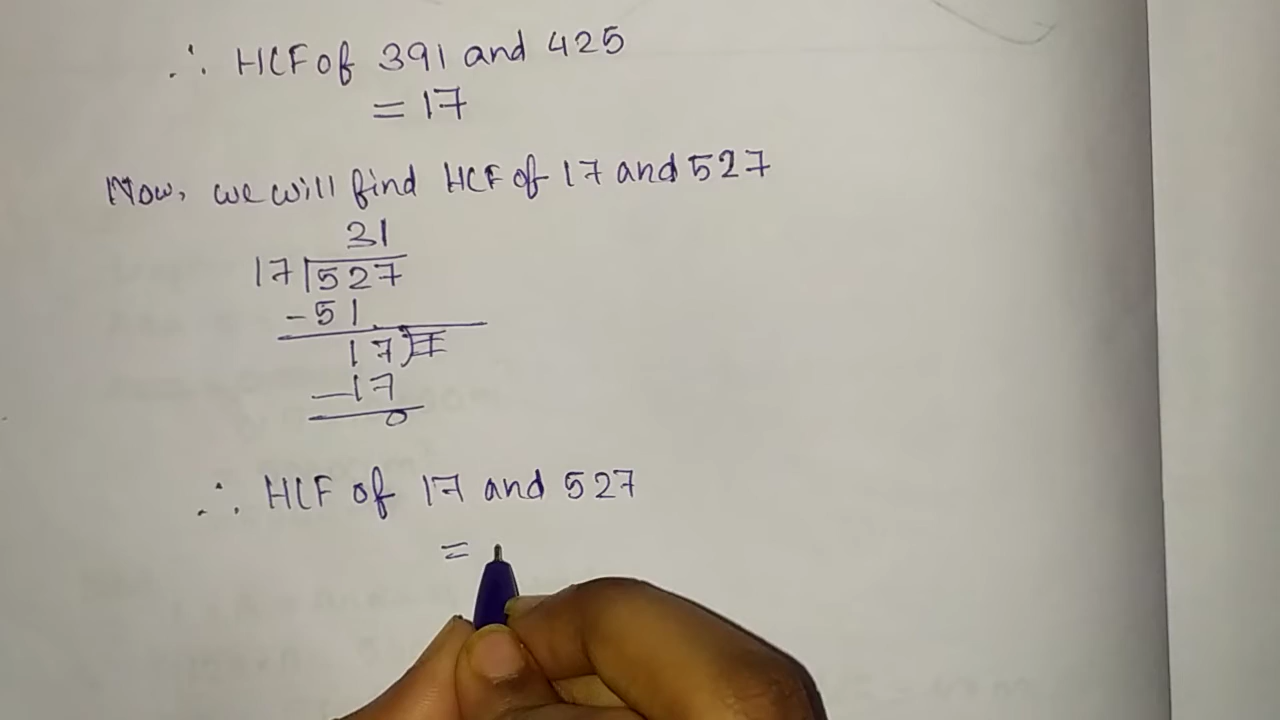 ∴ HCF of 391 and 425
= 17
Now, we will find HCF of 17 and 527
31
17 527
-51
17
-17
0
∴ HCF of 17 and 527
=